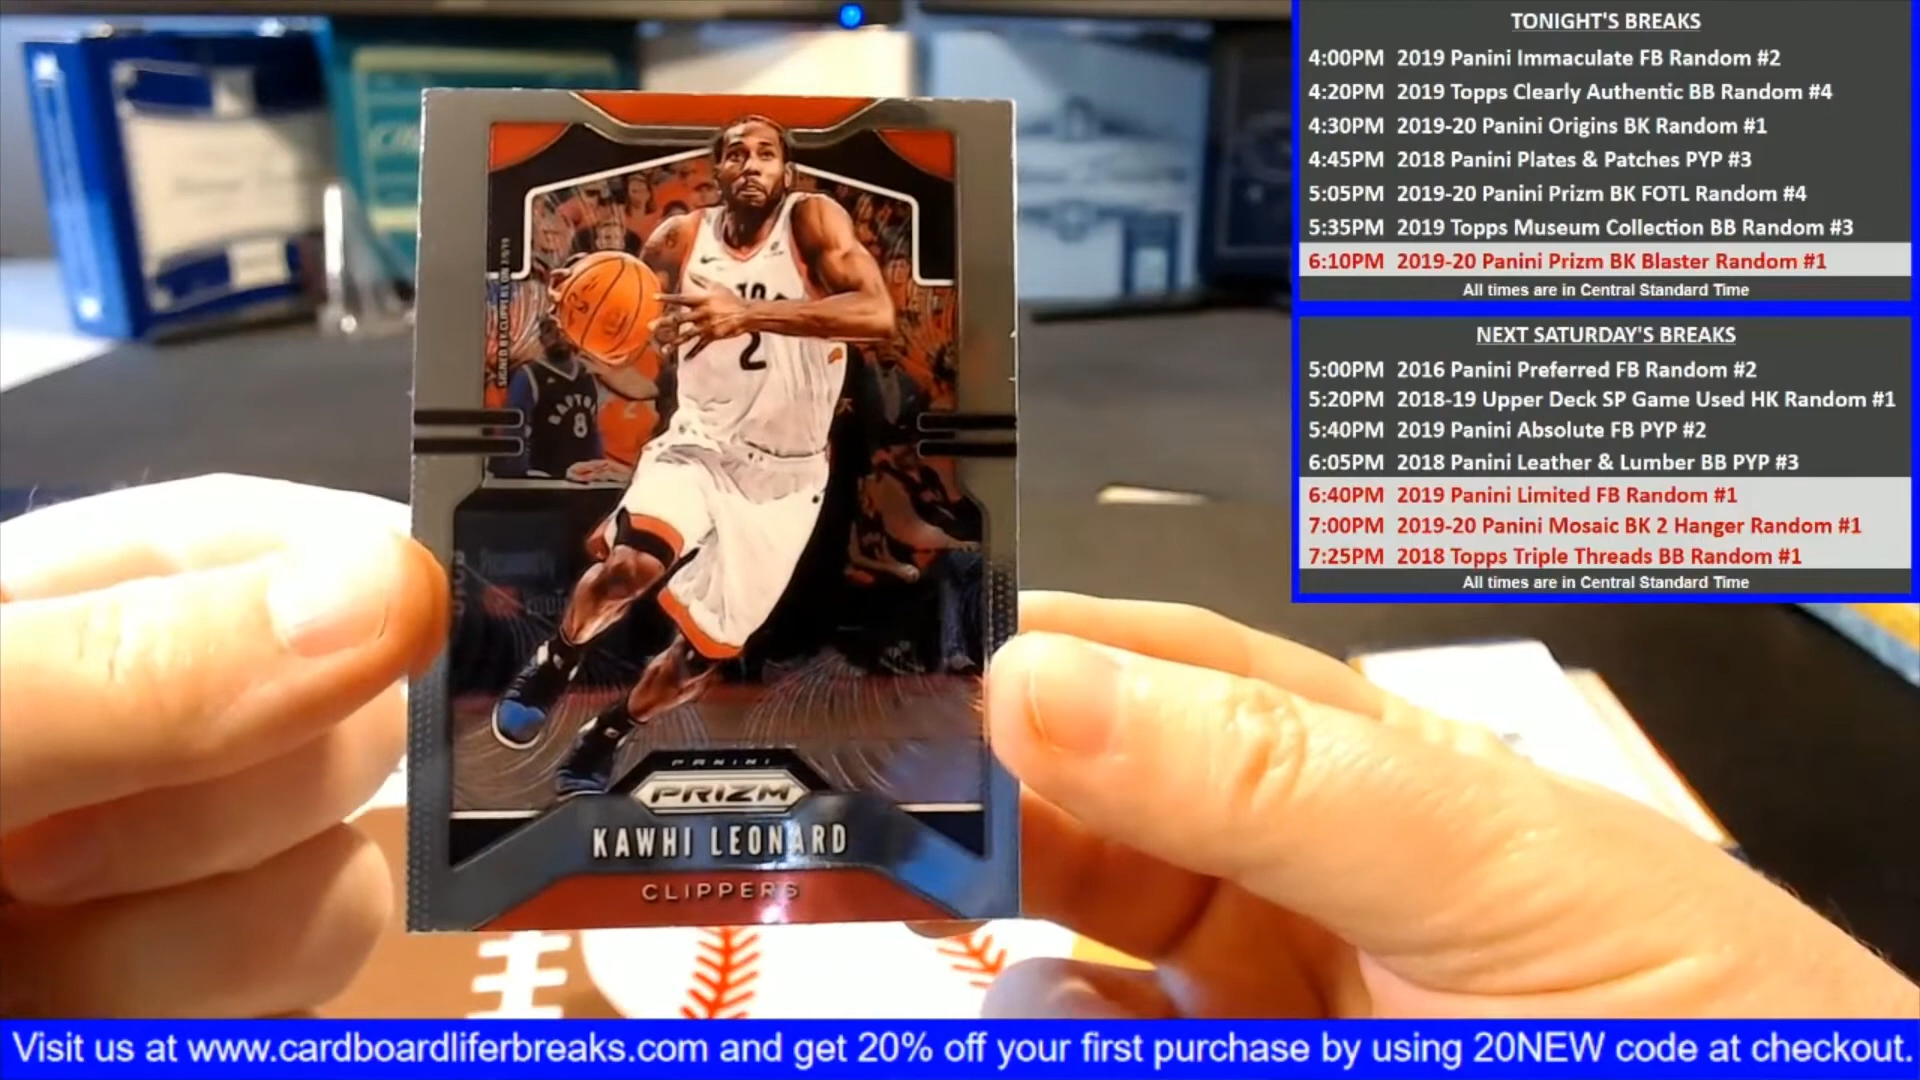 TONIGHT'S BREAKS
4:00PM 2019 Panini Immaculate FB Random #2
4:20PM 2019 Topps Clearly Authentic BB Random #4
4:30PM 2019-20 Panini Origins BK Random #1
4:45PM 2018 Panini Plates & Patches PYP #3
5:05PM 2019-20 Panini Prizm BK FOTL Random #4
5:35PM 2019 Topps Museum Collection BB Random #3
6:10PM 2019-20 Panini Prizm BK Blaster Random #1
All times are in Central Standard Time
NEXT SATURDAY'S BREAKS
5:00PM 2016 Panini Preferred FB Random #2
5:20PM 2018-19 Upper Deck SP Game Used HK Random #1
5:40PM 2019 Panini Absolute FB PYP #2
6:05PM 2018 Panini Leather & Lumber BB PYP #3
6:40PM 2019 Panini Limited FB Random #1
7:00PM 2019-20 Panini Mosaic BK 2 Hanger Random #1
7:25PM 2018 Topps Triple Threads BB Random #1
All times are in Central Standard Time
SIGNED BY CLIPPERS ON
2
8
PANINI
PRIZM
KAWHI LEONARD
CLIPPERS
Visit us at www.cardboardliferbreaks.com and get 20% off your first purchase by using 20NEW code at checkout.